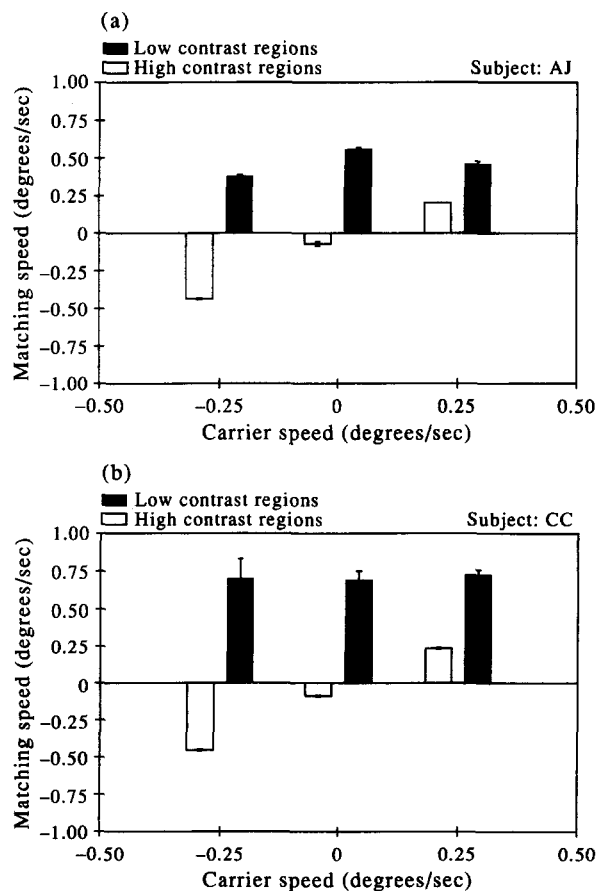 (a)
Low contrast regions
High contrast regions Subject: AJ
1.00
0.75
0.50
0.25
0
−0.25
−0.50
−0.75
−1.00
Matching speed (degrees/sec)
−0.50 −0.25 0 0.25 0.50
Carrier speed (degrees/sec)
(b)
Low contrast regions
High contrast regions Subject: CC
1.00
0.75
0.50
0.25
0
−0.25
−0.50
−0.75
−1.00
Matching speed (degrees/sec)
−0.50 −0.25 0 0.25 0.50
Carrier speed (degrees/sec)